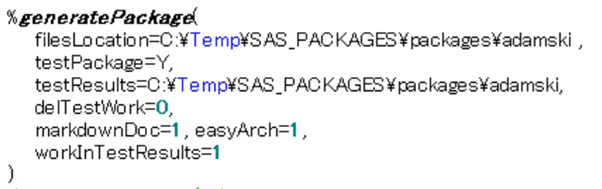 %generatePackage(
filesLocation=C:¥Temp¥SAS_PACKAGES¥packages¥adamski ,
testPackage=Y,
testResults=C:¥Temp¥SAS_PACKAGES¥packages¥adamski,
delTestWork=0,
markdownDoc=1 , easyArch=1 ,
workInTestResults=1
)